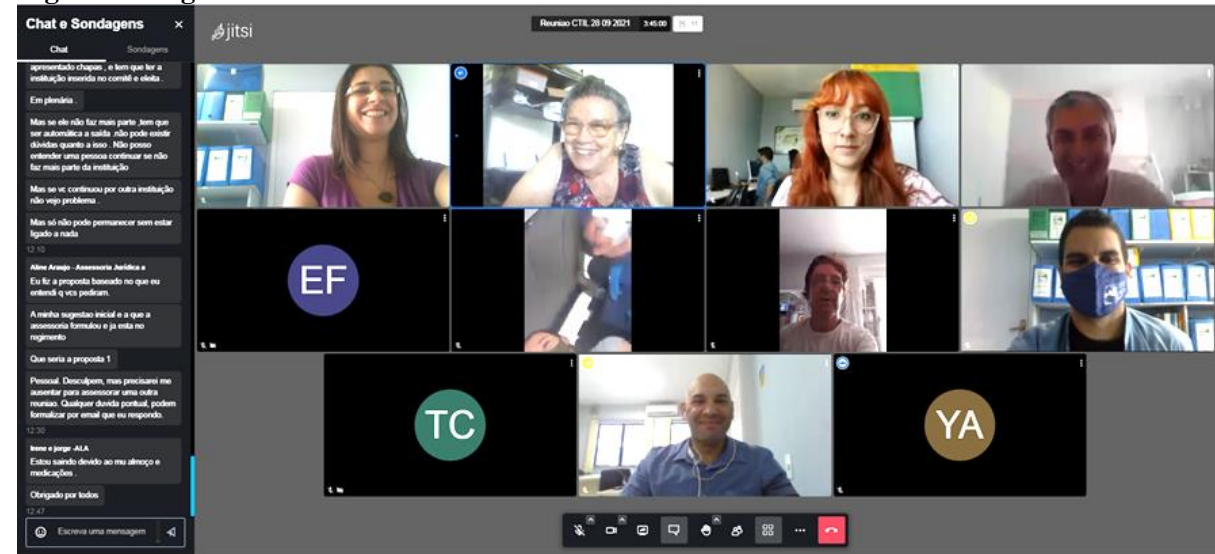 Chat e Sondagens
Chat
Sondagens
apresentado chapas , e tem que ter a
instituição inserida no comitê e eleita .
Em plenária .
Mas se ele não faz mais parte ,tem que
ser automática a saída .não pode existir
dúvidas quanto a isso . Não posso
entender uma pessoa continuar se não
faz mais parte da instituição
Mas se vc continuou por outra instituição
não vejo problema .
Mas só não pode permanecer sem estar
ligado a nada
12:10
Aline Araujo - Assessoria Jurídica a
Eu fiz a proposta baseado no que eu
entendi q vcs pediram.
A minha sugestao inicial e a que a
assessoria formulou e ja esta no
regimento
Que seria a proposta 1
Pessoal. Desculpem, mas precisarei me
ausentar para assessorar uma outra
reuniao. Qualquer duvida pontual, podem
formalizar por email que eu respondo.
12:30
Irene e jorge -ALA
Estou saindo devido ao mu almoço e
medicações .
Obrigado por todos
12:47
Escreva uma mensagem
jitsi
Reuniao CTIL 28 09 2021
3:45:00
EF
TC
YA